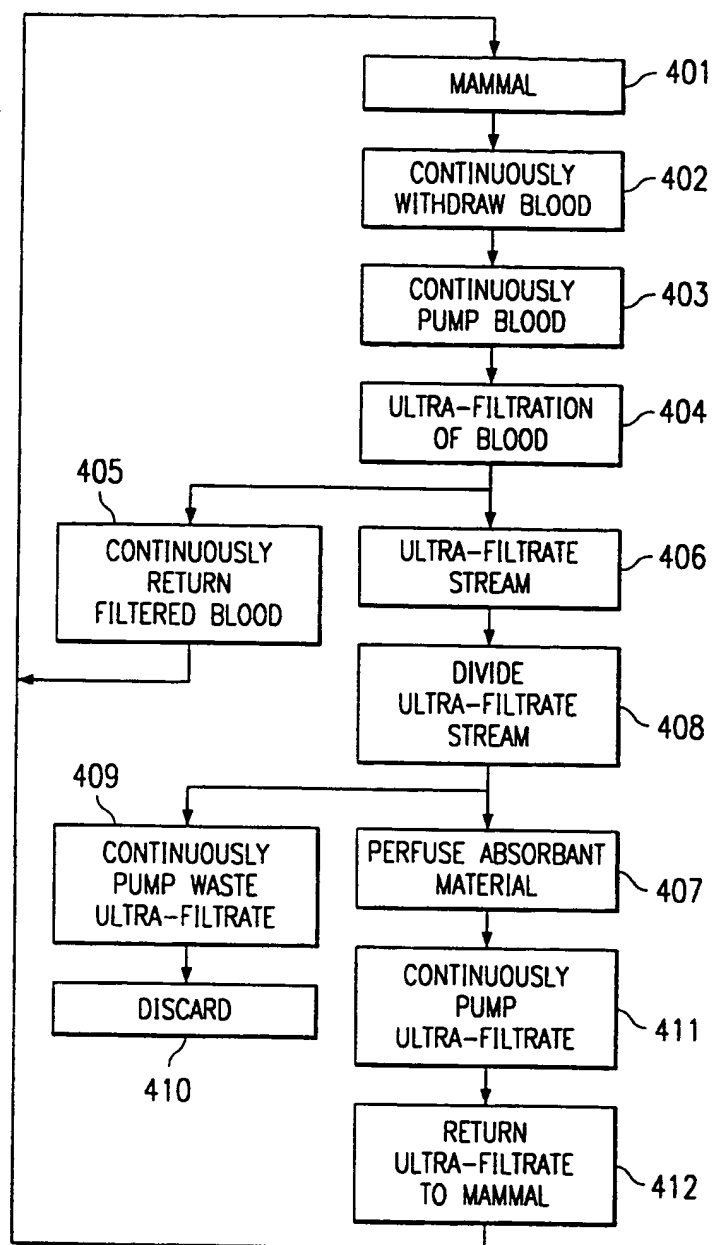 MAMMAL
401
CONTINUOUSLY
WITHDRAW BLOOD
402
CONTINUOUSLY
PUMP BLOOD
403
ULTRA-FILTRATION
OF BLOOD
404
405
CONTINUOUSLY
RETURN
FILTERED BLOOD
ULTRA-FILTRATE
STREAM
406
DIVIDE
ULTRA-FILTRATE
STREAM
408
409
CONTINUOUSLY
PUMP WASTE
ULTRA-FILTRATE
PERFUSE ABSORBANT
MATERIAL
407
DISCARD
410
CONTINUOUSLY
PUMP
ULTRA-FILTRATE
411
RETURN
ULTRA-FILTRATE
TO MAMMAL
412